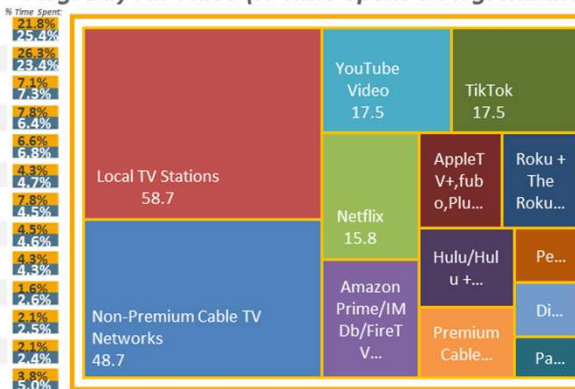 % Time Spent:
21.8%
25.4%
26.3%
23.4%
7.1%
7.3%
7.8%
6.4%
6.6%
6.8%
4.3%
4.7%
7.8%
4.5%
4.5%
4.6%
4.3%
4.3%
1.6%
2.6%
2.1%
2.5%
2.1%
2.4%
3.8%
5.0%
Local TV Stations
58.7
Non-Premium Cable TV
Networks
48.7
YouTube
Video
17.5
TikTok
17.5
Netflix
15.8
AppleT
V+,fub
o,Plu...
Roku +
The
Roku...
Amazon
Prime/IM
Db/FireT
V...
Hulu/Hul
u +...
Premium
Cable...
Pe...
Di...
Pa...